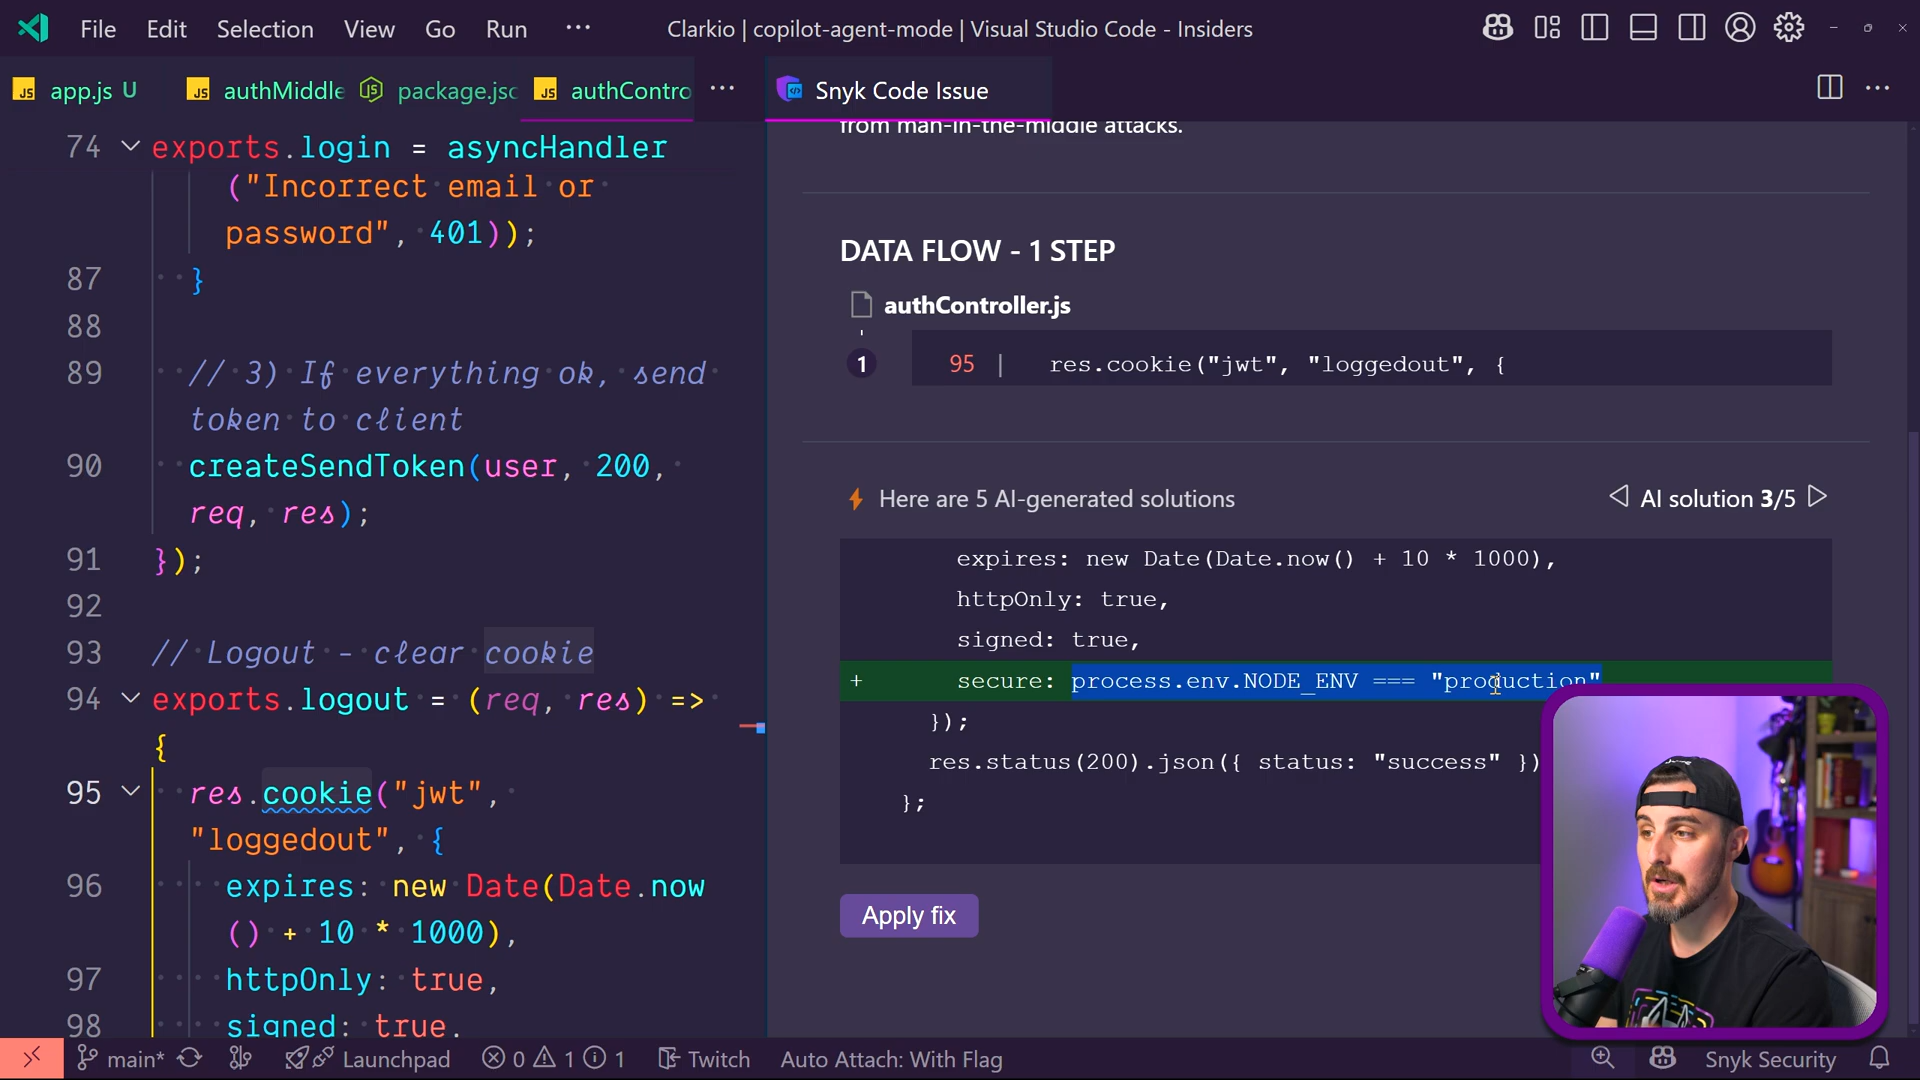 File Edit Selection View Go Run ··· Clarkio | copilot-agent-mode | Visual Studio Code - Insiders
app.js U authMiddle package.jsc authContro ··· Snyk Code Issue ···
74 exports.login = asyncHandler
("Incorrect email or
password", 401));
87 }
88
89 // 3) If everything ok, send
token to client
90 createSendToken(user, 200,
req, res);
91 });
92
93 // Logout - clear cookie
94 exports.logout = (req, res) =>
{
95 res.cookie("jwt",
"loggedout", {
96 expires: new Date(Date.now
() + 10 * 1000),
97 httpOnly: true,
98 signed: true,
from man-in-the-middle attacks.
DATA FLOW - 1 STEP
authController.js
1 95 | res.cookie("jwt", "loggedout", {
Here are 5 AI-generated solutions AI solution 3/5
expires: new Date(Date.now() + 10 * 1000),
httpOnly: true,
signed: true,
+ secure: process.env.NODE_ENV === "production"
});
res.status(200).json({ status: "success" })
};
Apply fix
main* Launchpad 0 1 1 Twitch Auto Attach: With Flag Snyk Security